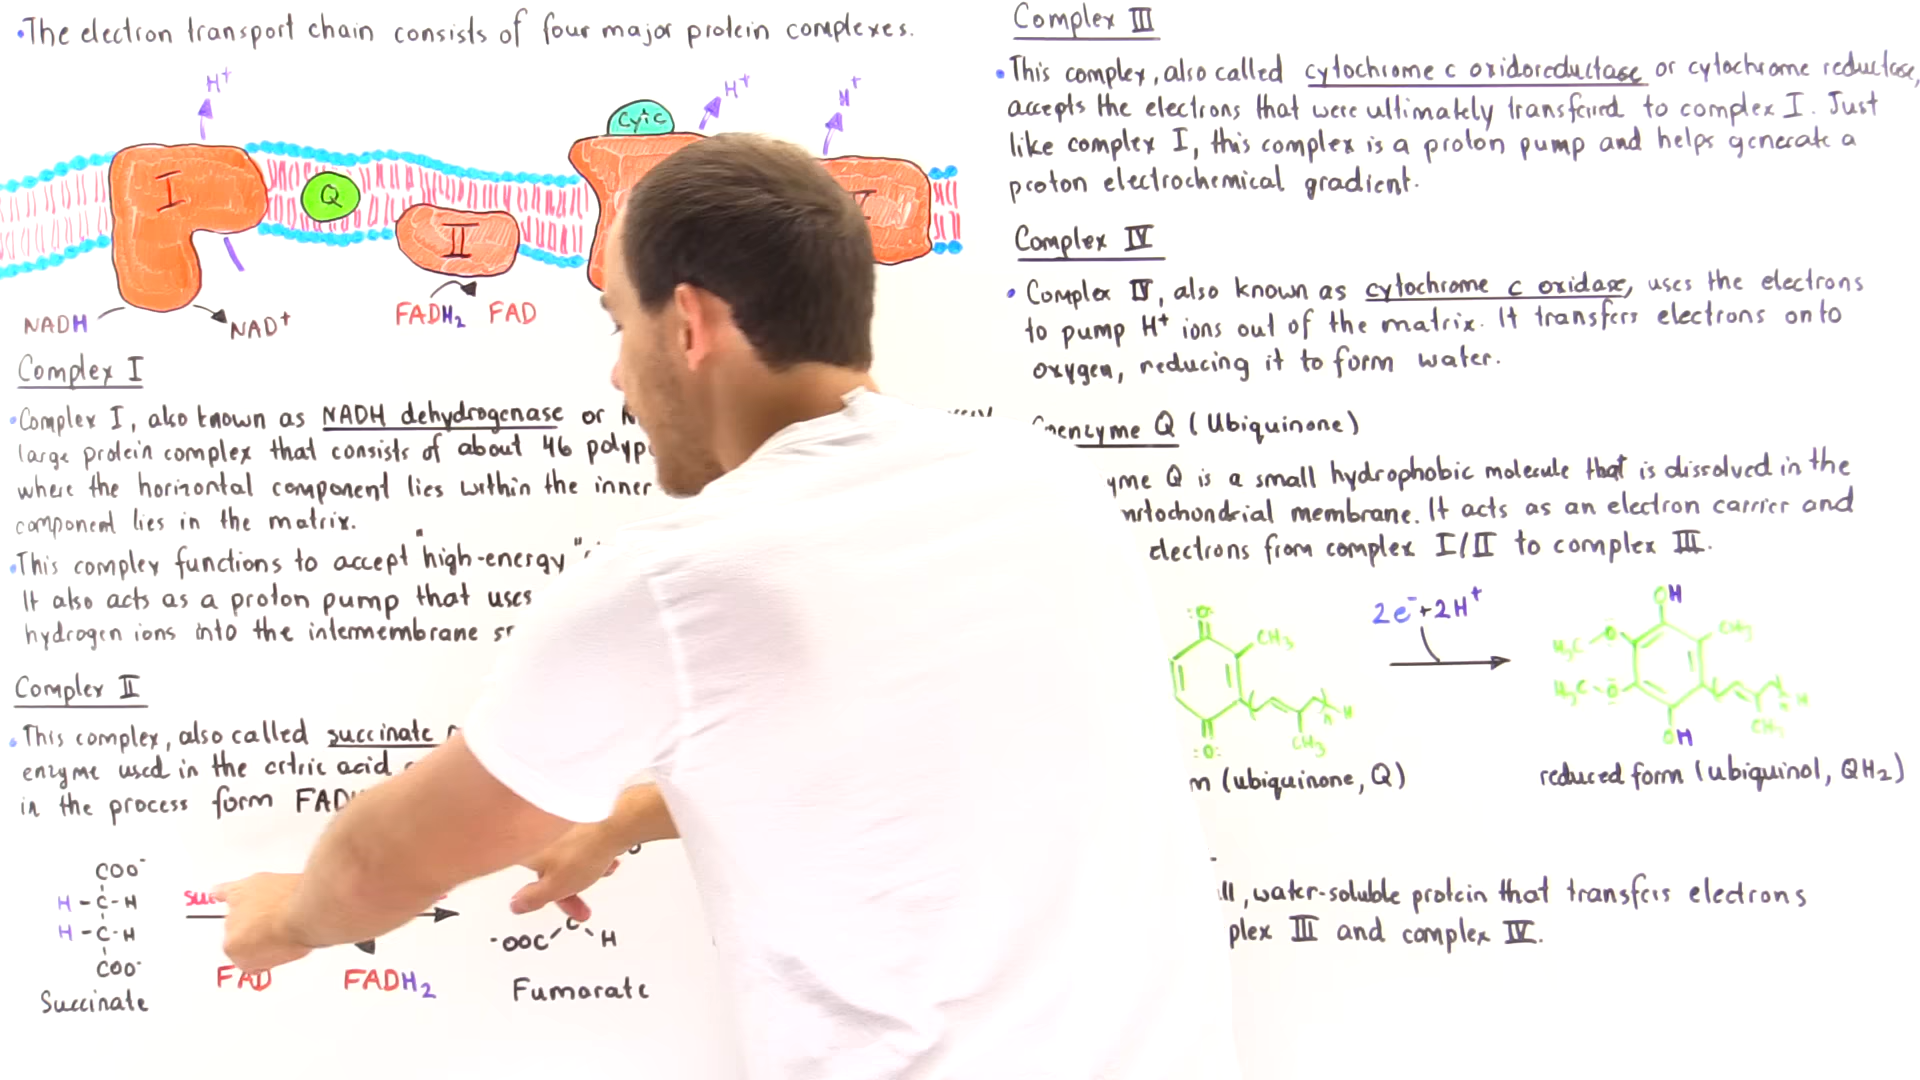 •The electron transport chain consists of four major protein complexes.
H+
H+
H+
Cytc
I
Q
II
NADH
NAD+
FADH2 FAD
Complex I
•Complex I, also known as NADH dehydrogenase or
large protein complex that consists of about 46
where the horizontal component lies within the inner
component lies in the matrix.
•This complex functions to accept "high-energy"
It also acts as a proton pump that uses
hydrogen ions into the intermembrane
Complex II
•This complex, also called succinate
enzyme used in the citric acid
in the process form
COO-
H-C-H
H-C-H
COO-
Succinate
FAD
FADH2
-OOC
C
H
Fumarate
Complex III
•This complex, also called cytochrome c oxidoreductase or cytochrome reductase,
accepts the electrons that were ultimately transferred to complex I. Just
like complex I, this complex is a proton pump and helps generate a
proton electrochemical gradient.
Complex IV
•Complex IV, also known as cytochrome c oxidase, uses the electrons
to pump H+ ions out of the matrix. It transfers electrons onto
oxygen, reducing it to form water.
Q (Ubiquinone)
Q is a small hydrophobic molecule that is dissolved in the
membrane. It acts as an electron carrier and
electrons from complex I/II to complex III.
:O:
CH3
n
H
CH3
:O:
2e-+2H+
OH
H3C-O
CH3
H3C-O
n
H
CH3
OH
(ubiquinone, Q)
reduced form (ubiquinol, QH2)
, water-soluble protein that transfers electrons
III and complex IV.